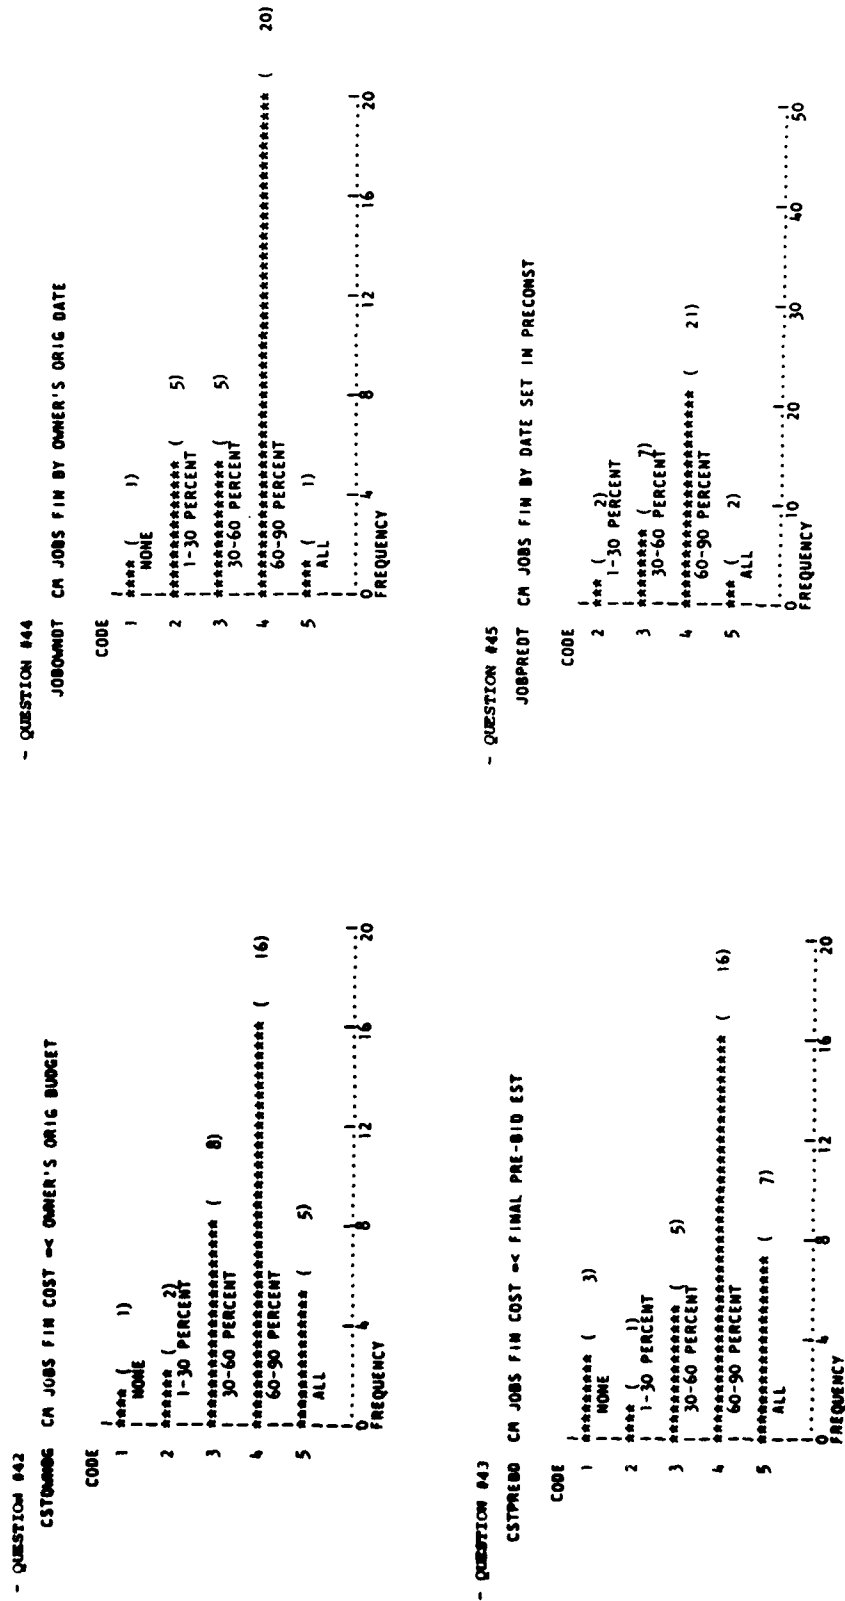 - QUESTION #42
CSTOWNBG CM JOBS FIN COST =< OWNER'S ORIG BUDGET
CODE
1 **** ( 1)
NONE
2 ****** ( 2)
1-30 PERCENT
3 ********************* ( 8)
30-60 PERCENT
4 ***************************************** ( 16)
60-90 PERCENT
5 ************** ( 5)
ALL
0 4 8 12 16 20
FREQUENCY
- QUESTION #43
CSTPREBD CM JOBS FIN COST =< FINAL PRE-BID EST
CODE
1 ********* ( 3)
NONE
2 **** ( 1)
1-30 PERCENT
3 ************** ( 5)
30-60 PERCENT
4 ***************************************** ( 16)
60-90 PERCENT
5 ******************* ( 7)
ALL
0 4 8 12 16 20
FREQUENCY
- QUESTION #44
JOBOWNDT CM JOBS FIN BY OWNER'S ORIG DATE
CODE
1 **** ( 1)
NONE
2 ************** ( 5)
1-30 PERCENT
3 ************** ( 5)
30-60 PERCENT
4 *************************************************** ( 20)
60-90 PERCENT
5 **** ( 1)
ALL
0 4 8 12 16 20
FREQUENCY
- QUESTION #45
JOBPREDT CM JOBS FIN BY DATE SET IN PRECONST
CODE
2 *** ( 2)
1-30 PERCENT
3 ******** ( 7)
30-60 PERCENT
4 ********************** ( 21)
60-90 PERCENT
5 *** ( 2)
ALL
0 10 20 30 40 50
FREQUENCY